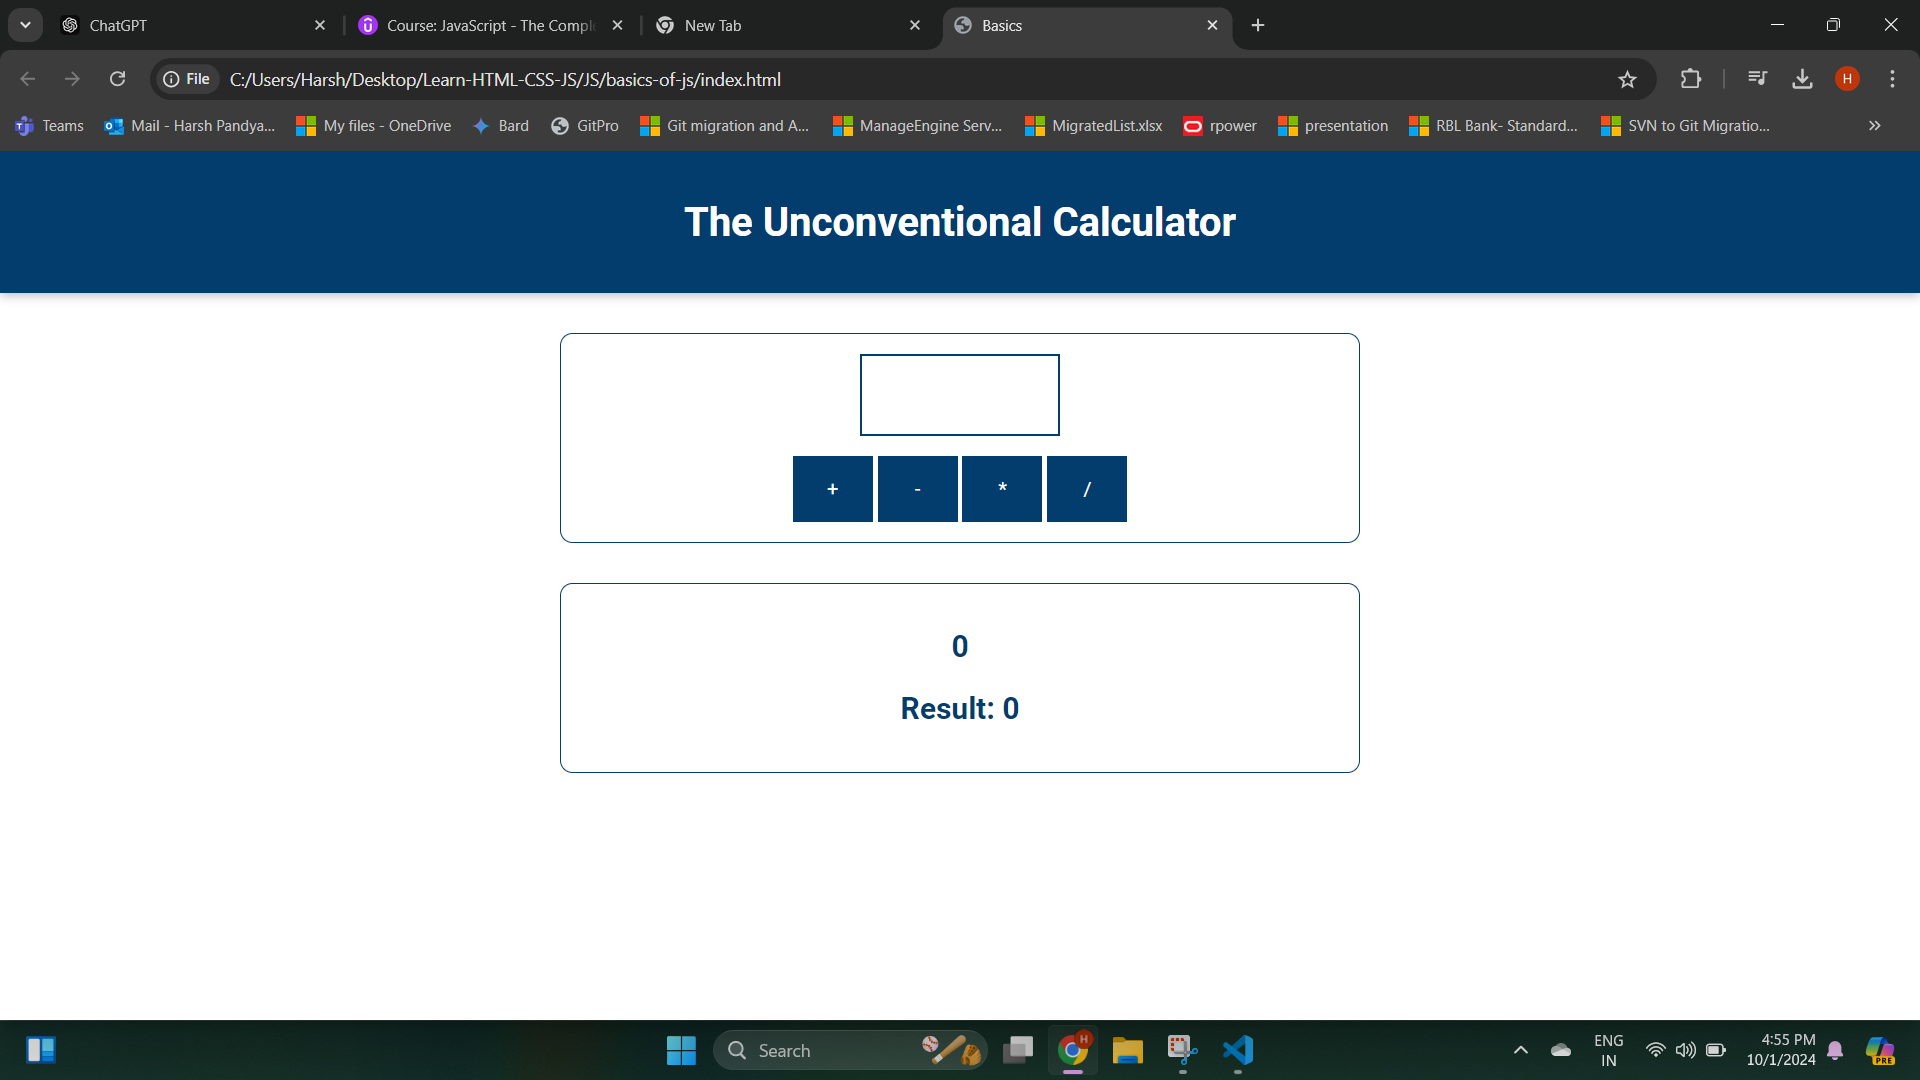 ChatGPT
Course: JavaScript - The Comple
New Tab
Basics
File
C:/Users/Harsh/Desktop/Learn-HTML-CSS-JS/JS/basics-of-js/index.html
H
Teams
Mail - Harsh Pandya...
My files - OneDrive
Bard
GitPro
Git migration and A...
ManageEngine Serv...
MigratedList.xlsx
rpower
presentation
RBL Bank- Standard...
SVN to Git Migratio...
»
The Unconventional Calculator
+ - * /
0
Result: 0
Search
H
ENG
IN
4:55 PM
10/1/2024
PRE